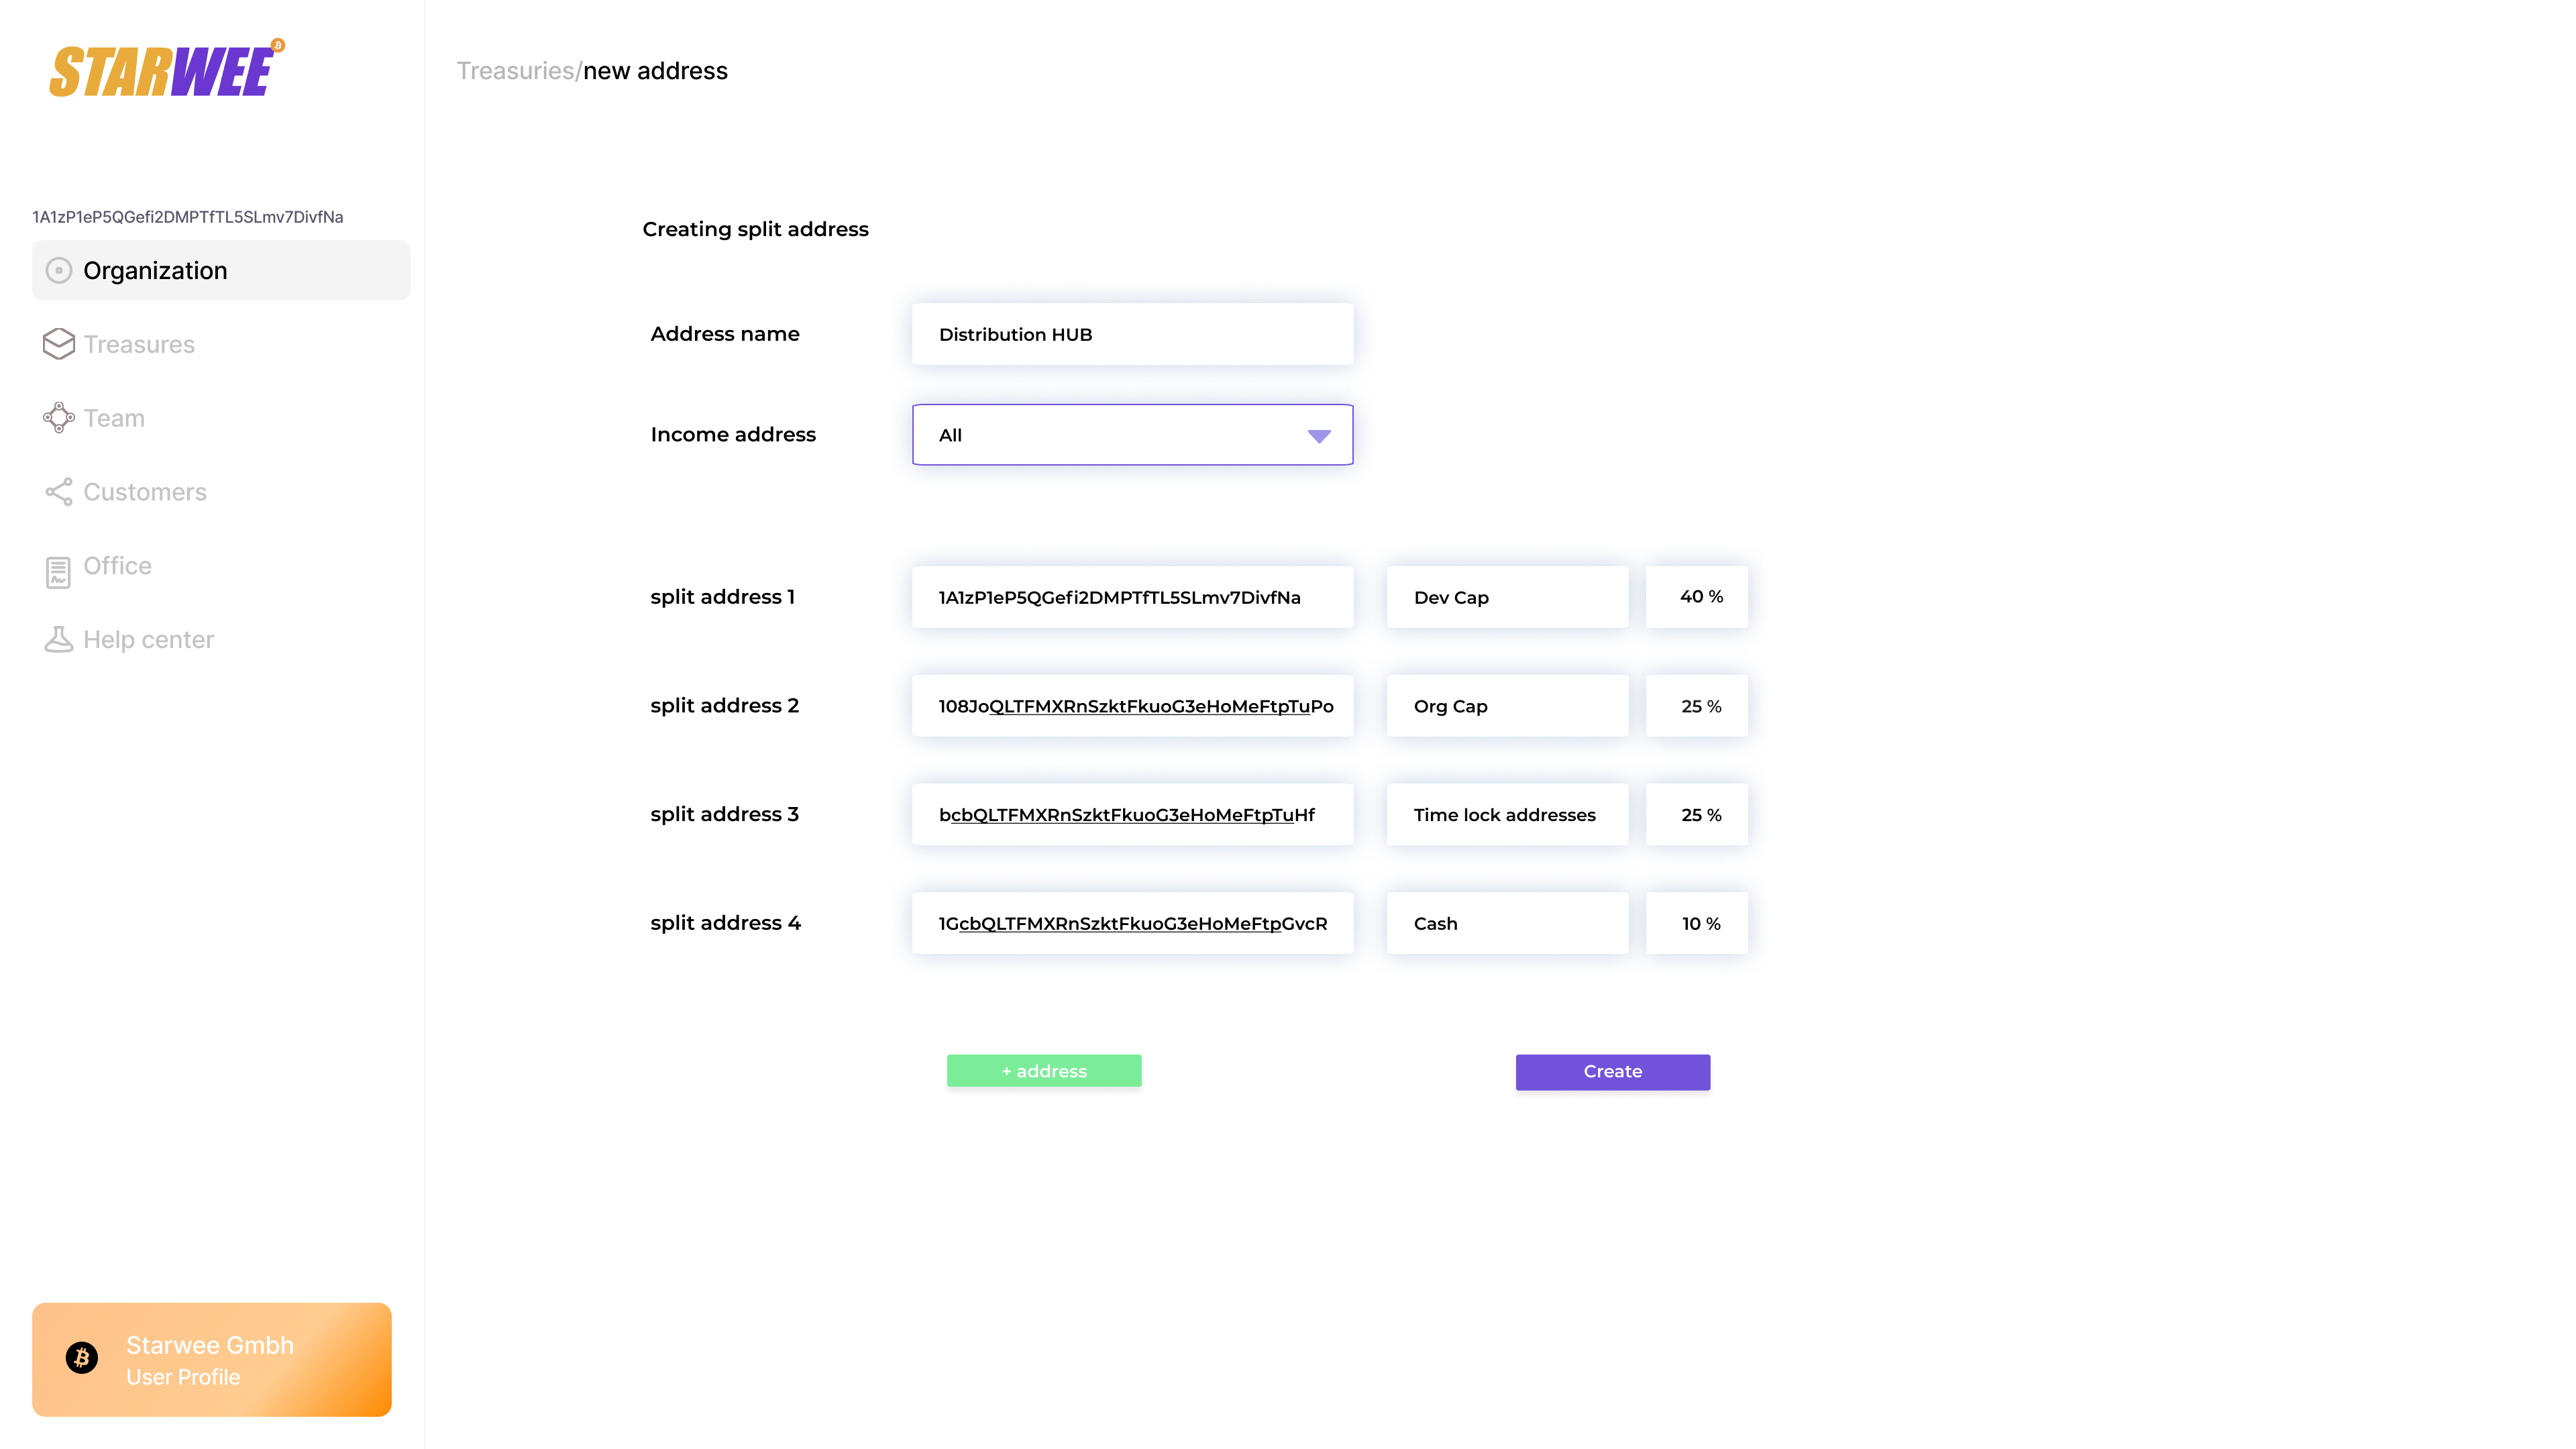 STARWEE
1A1zP1eP5QGefi2DMPTfTL5SLmv7DivfNa
Organization
Treasures
Team
Customers
Office
Help center
Starwee Gmbh
User Profile
Treasuries/new address
Creating split address
Address name Distribution HUB
Income address All
split address 1 1A1zP1eP5QGefi2DMPTfTL5SLmv7DivfNa Dev Cap 40 %
split address 2 108JoQLTFMXRnSzktFkuoG3eHoMeFtpTuPo Org Cap 25 %
split address 3 bcbQLTFMXRnSzktFkuoG3eHoMeFtpTuHf Time lock addresses 25 %
split address 4 1GcbQLTFMXRnSzktFkuoG3eHoMeFtpGvcR Cash 10 %
+ address Create